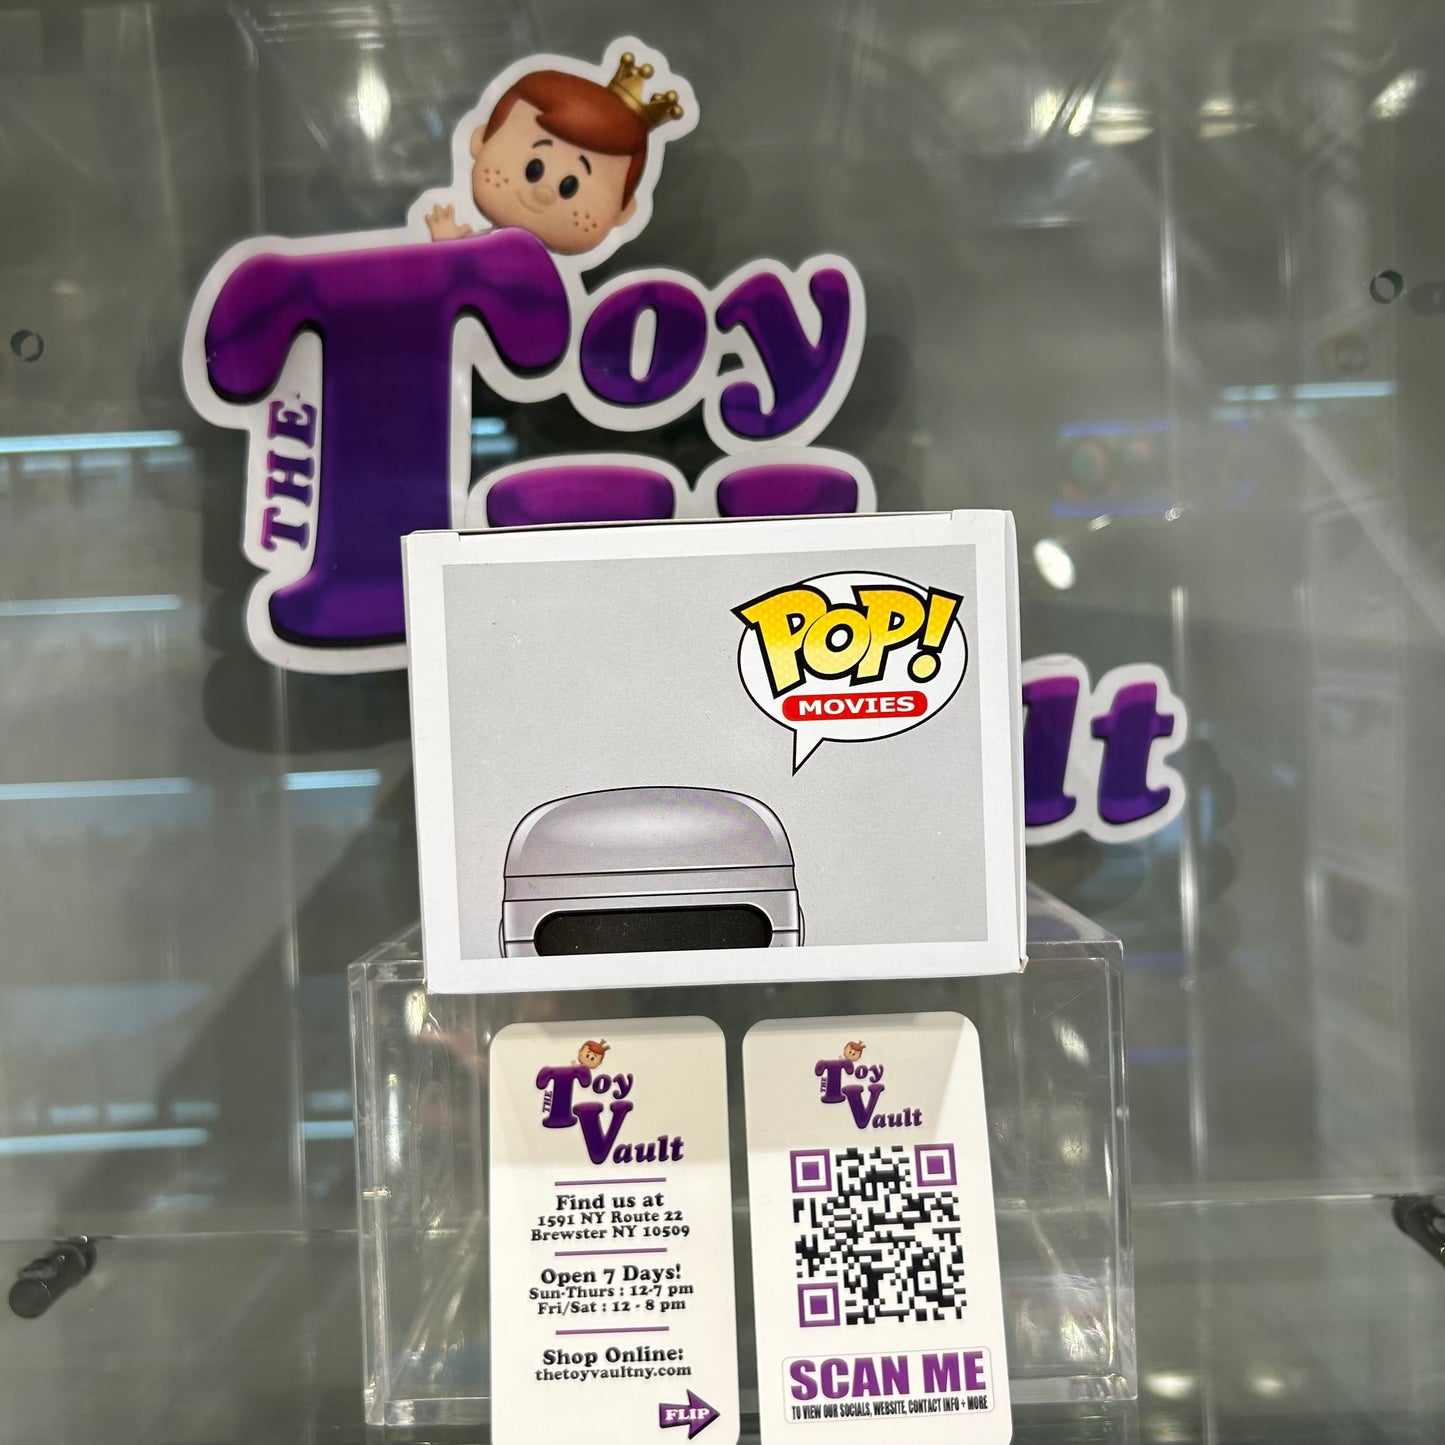 THE
Toy
lt
POP!
MOVIES
THE
Toy
Vault
Find us at
1591 NY Route 22
Brewster NY 10509
Open 7 Days!
Sun-Thurs : 12-7 pm
Fri/Sat : 12 - 8 pm
Shop Online:
thetoyvaultny.com
FLIP
THE
Toy
Vault
SCAN ME
TO VIEW OUR SOCIALS, WEBSITE, CONTACT INFO + MORE